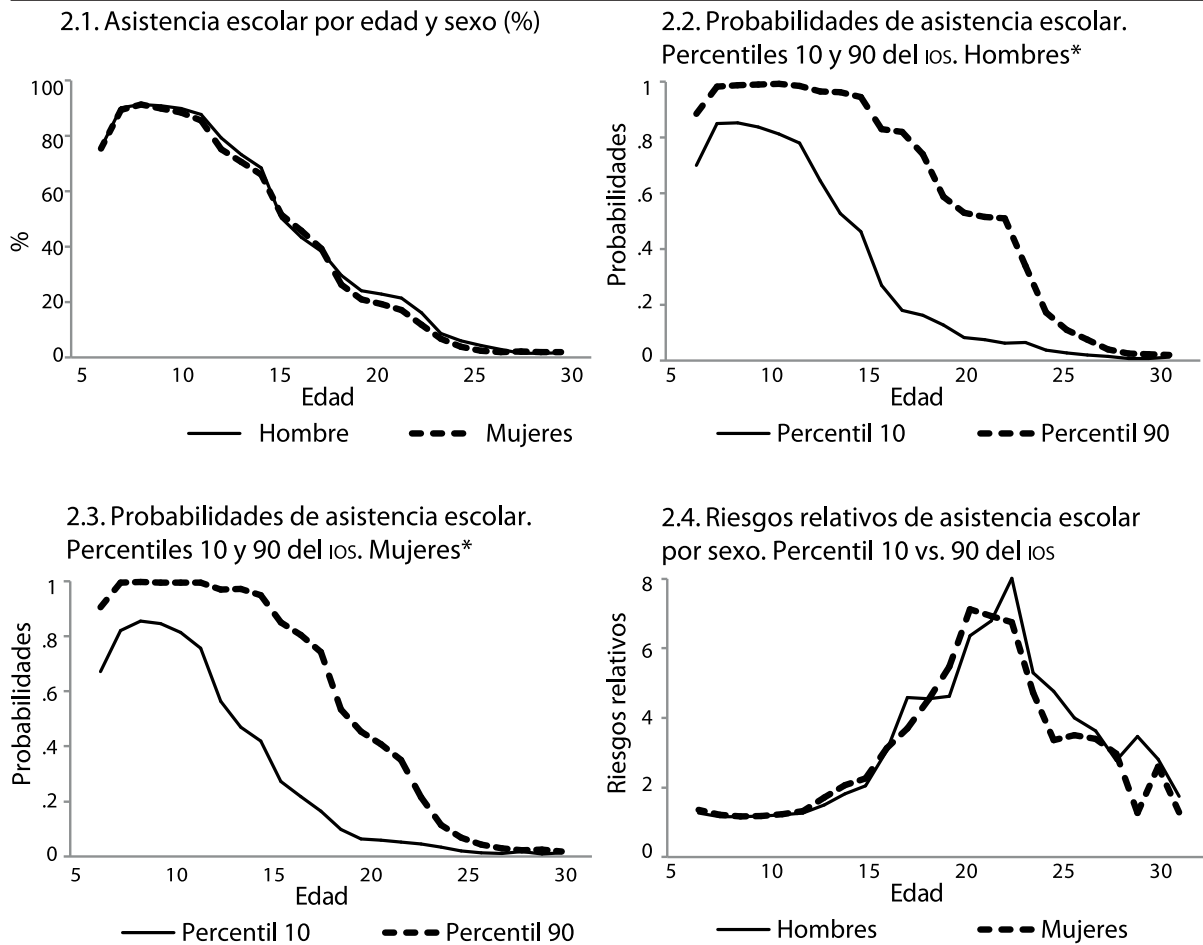 2.1. Asistencia escolar por edad y sexo (%)
100
80
60
40
20
0
%
5 10 15 20 25 30
Edad
Hombre Mujeres
2.2. Probabilidades de asistencia escolar.
Percentiles 10 y 90 del IOS. Hombres*
1
.8
.6
.4
.2
0
Probabilidades
5 10 15 20 25 30
Edad
Percentil 10 Percentil 90
2.3. Probabilidades de asistencia escolar.
Percentiles 10 y 90 del IOS. Mujeres*
1
.8
.6
.4
.2
0
Probabilidades
5 10 15 20 25 30
Edad
Percentil 10 Percentil 90
2.4. Riesgos relativos de asistencia escolar
por sexo. Percentil 10 vs. 90 del IOS
8
6
4
2
0
Riesgos relativos
5 10 15 20 25 30
Edad
Hombres Mujeres